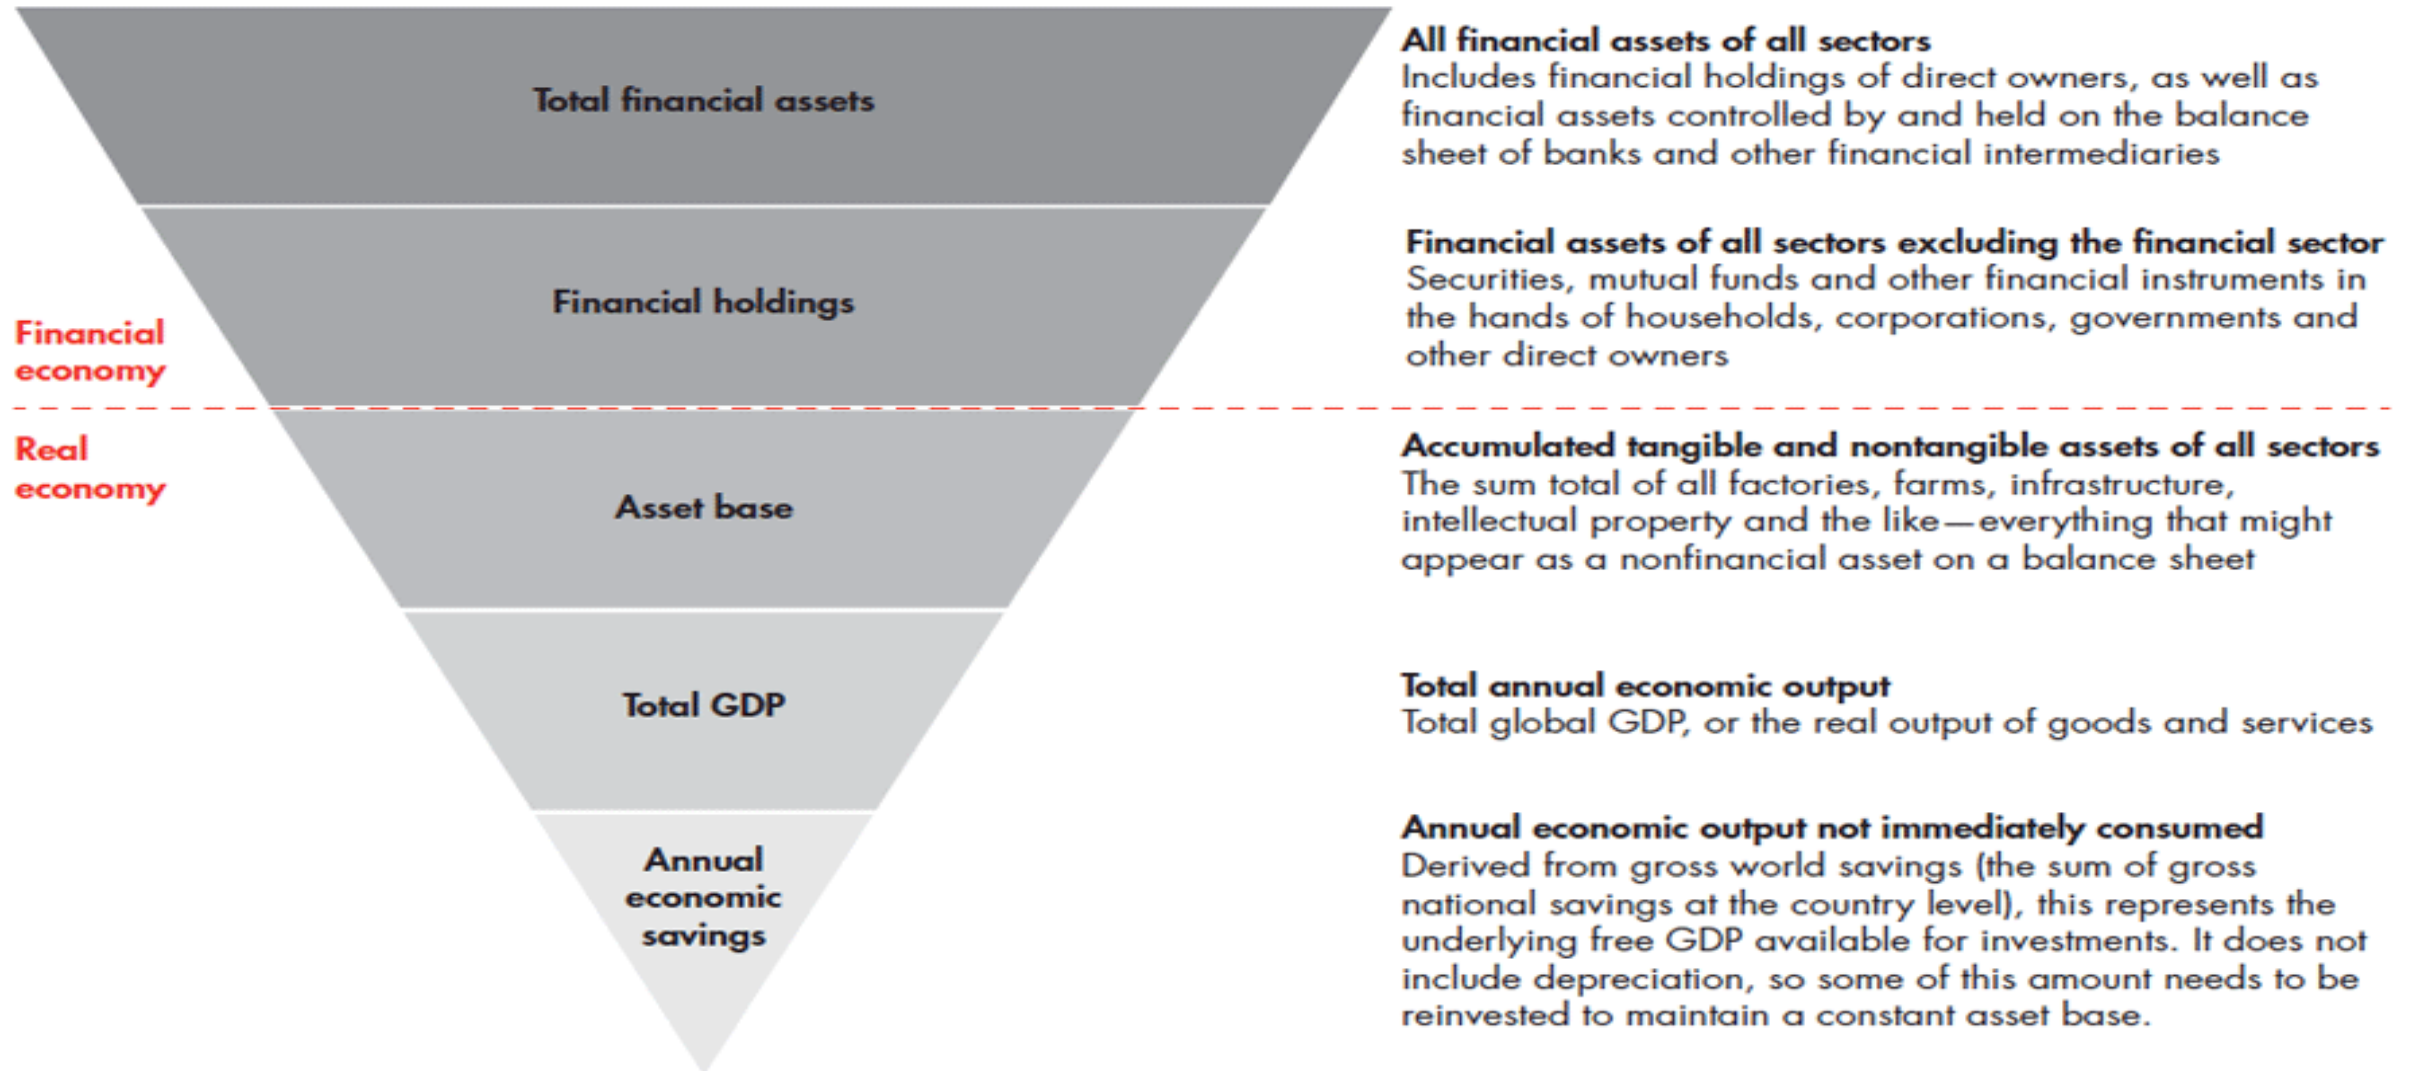 Total financial assets
All financial assets of all sectors
Includes financial holdings of direct owners, as well as
financial assets controlled by and held on the balance
sheet of banks and other financial intermediaries
Financial holdings
Financial assets of all sectors excluding the financial sector
Securities, mutual funds and other financial instruments in
the hands of households, corporations, governments and
other direct owners
Financial
economy
Real
economy
Asset base
Accumulated tangible and nontangible assets of all sectors
The sum total of all factories, farms, infrastructure,
intellectual property and the like—everything that might
appear as a nonfinancial asset on a balance sheet
Total GDP
Total annual economic output
Total global GDP, or the real output of goods and services
Annual
economic
savings
Annual economic output not immediately consumed
Derived from gross world savings (the sum of gross
national savings at the country level), this represents the
underlying free GDP available for investments. It does not
include depreciation, so some of this amount needs to be
reinvested to maintain a constant asset base.